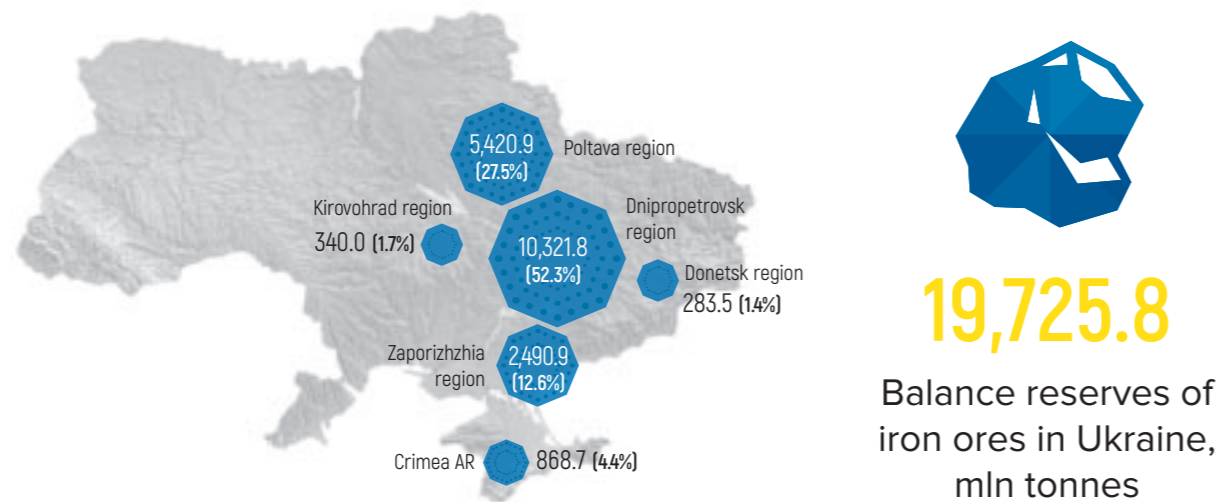 5,420.9
(27.5%)
Poltava region
Kirovohrad region
340.0 (1.7%)
Dnipropetrovsk
region
10,321.8
(52.3%)
Donetsk region
283.5 (1.4%)
Zaporizhzhia
region
2,490.9
(12.6%)
Crimea AR
868.7 (4.4%)
19,725.8
Balance reserves of
iron ores in Ukraine,
mln tonnes